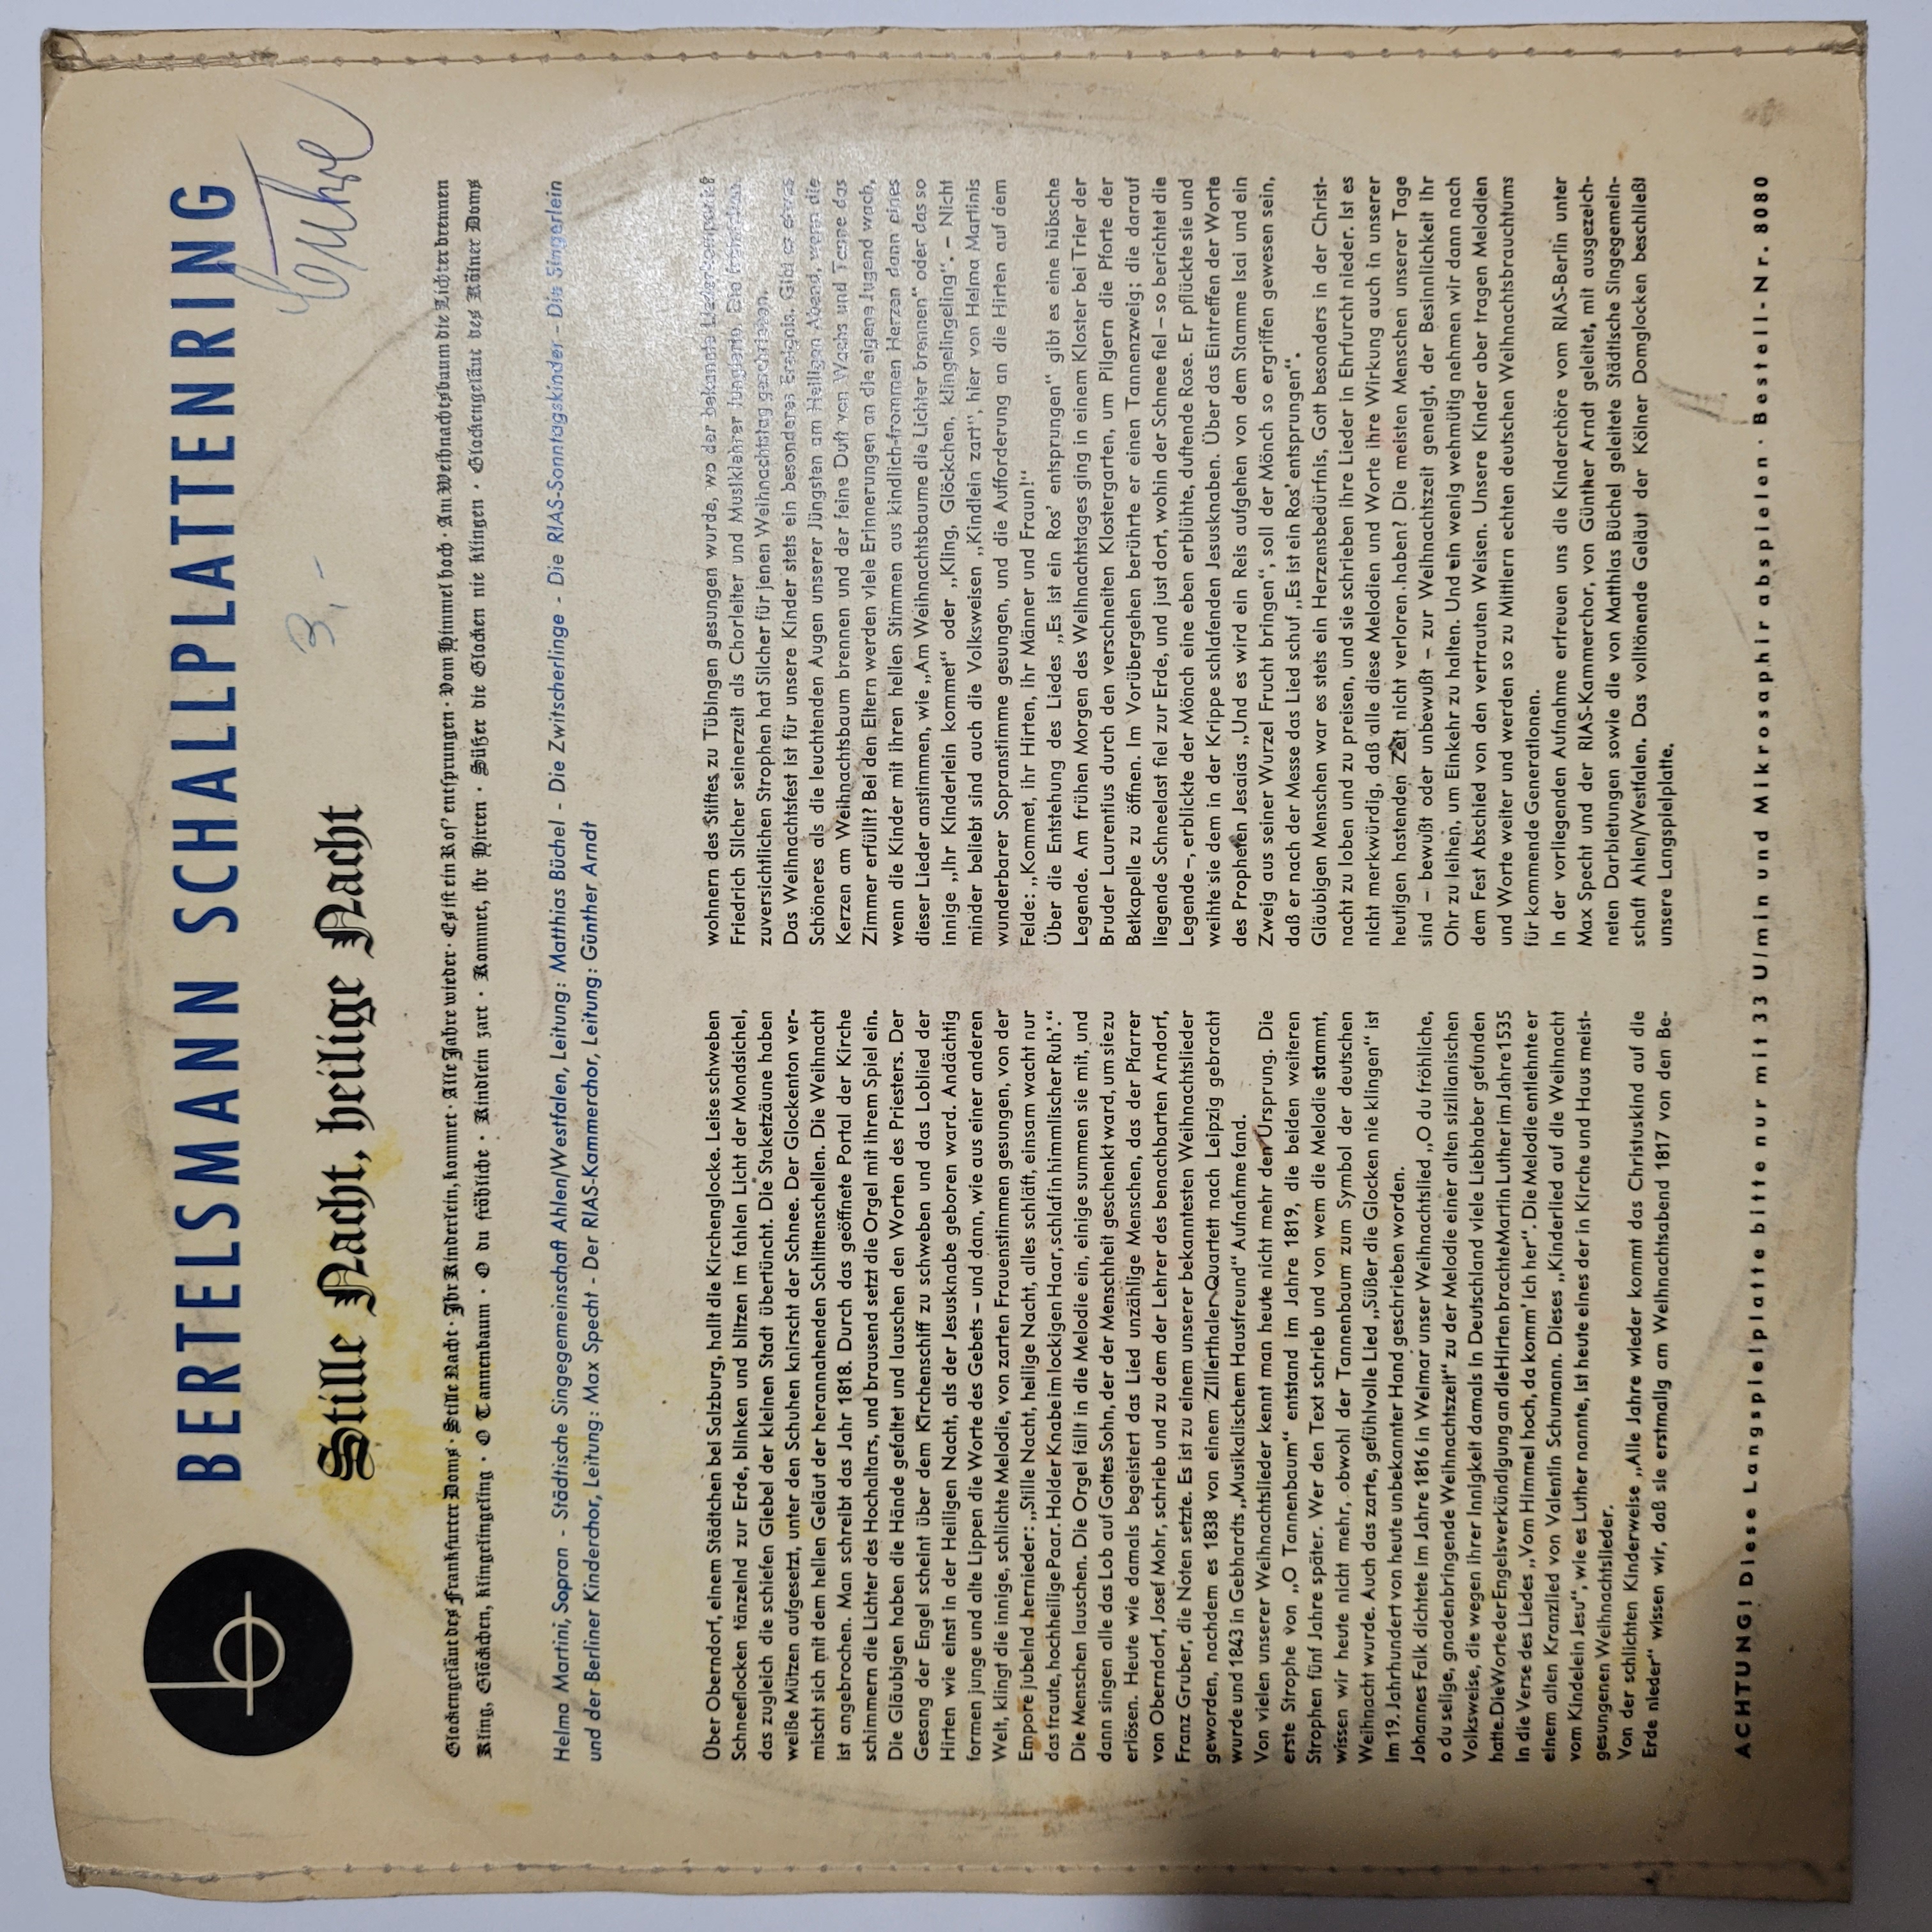 BERTELSMANN SCHALLPLATTENRING
Stille Nacht, heilige Nacht
3,-
Glockengeläut des Frankfurter Doms · Stille Nacht · Ihr Kinderlein, kommet · Alle Jahre wieder · Es ist ein Ros' entsprungen · Vom Himmel hoch · Am Weihnachtsbaum die Lichter brennen
Kling, Glöckchen, klingelingeling · O Tannenbaum · O du fröhliche · Kindlein zart · Kommet, ihr Hirten · Süßer die Glocken nie klingen · Glockengeläut des Kölner Doms
Helma Martini, Sopran - Städtische Singegemeinschaft Ahlen/Westfalen, Leitung: Matthias Büchel - Die Zwitscherlinge - Die RIAS-Sonntagskinder - Die Singerlein
und der Berliner Kinderchor, Leitung: Max Specht - Der RIAS-Kammerchor, Leitung: Günther Arndt
Über Oberndorf, einem Städtchen bei Salzburg, hallt die Kirchenglocke. Leise schweben
Schneeflocken tänzelnd zur Erde, blinken und blitzen im fahlen Licht der Mondsichel,
das zugleich die schiefen Giebel der kleinen Stadt übertüncht. Die Staketzäune haben
weiße Mützen aufgesetzt, unter den Schuhen knirscht der Schnee. Der Glockenton ver-
mischt sich mit dem hellen Geläut der herannahenden Schlittenschellen. Die Weihnacht
ist angebrochen. Man schreibt das Jahr 1818. Durch das geöffnete Portal der Kirche
schimmern die Lichter des Hochaltars, und brausend setzt die Orgel mit ihrem Spiel ein.
Die Gläubigen haben die Hände gefaltet und lauschen den Worten des Priesters. Der
Gesang der Engel scheint über dem Kirchenschiff zu schweben und das Loblied der
Hirten wie einst in der Heiligen Nacht, als der Jesusknabe geboren ward. Andächtig
formen junge und alte Lippen die Worte des Gebets – und dann, wie aus einer anderen
Welt, klingt die innige, schlichte Melodie, von zarten Frauenstimmen gesungen, von der
Empore jubelnd hernieder: „Stille Nacht, heilige Nacht, alles schläft, einsam wacht nur
das traute, hochheilige Paar. Holder Knabe im lockigen Haar, schlaf in himmlischer Ruh'.“
Die Menschen lauschen. Die Orgel fällt in die Melodie ein, einige summen sie mit, und
dann singen alle das Lob auf Gottes Sohn, der der Menschheit geschenkt ward, um sie zu
erlösen. Heute wie damals begeistert das Lied unzählige Menschen, das der Pfarrer
von Oberndorf, Josef Mohr, schrieb und zu dem der Lehrer des benachbarten Arndorf,
Franz Gruber, die Noten setzte. Es ist zu einem unserer bekanntesten Weihnachtslieder
geworden, nachdem es 1838 von einem Zillerthaler Quartett nach Leipzig gebracht
wurde und 1843 in Gebhardts „Musikalischem Hausfreund“ Aufnahme fand.
Von vielen unserer Weihnachtslieder kennt man heute nicht mehr den Ursprung. Die
erste Strophe von „O Tannenbaum“ entstand im Jahre 1819, die beiden weiteren
Strophen fünf Jahre später. Wer den Text schrieb und von wem die Melodie stammt,
wissen wir heute nicht mehr, obwohl der Tannenbaum zum Symbol der deutschen
Weihnacht wurde. Auch das zarte, gefühlvolle Lied „Süßer die Glocken nie klingen“ ist
im 19. Jahrhundert von heute unbekannter Hand geschrieben worden.
Johannes Falk dichtete im Jahre 1816 in Weimar unser Weihnachtslied „O du fröhliche,
o du selige, gnadenbringende Weihnachtszeit“ zu der Melodie einer alten sizilianischen
Volksweise, die wegen ihrer Innigkeit damals in Deutschland viele Liebhaber gefunden
hatte. Die Worte der Engelsverkündigung an die Hirten brachte Martin Luther im Jahre 1535
in die Verse des Liedes „Vom Himmel hoch, da komm' ich her“. Die Melodie entlehnte er
einem alten Kranzlied von Valentin Schumann. Dieses „Kinderlied auf die Weihnacht
vom Kindelein Jesu“, wie es Luther nannte, ist heute eines der in Kirche und Haus meist-
gesungenen Weihnachtslieder.
Von der schlichten Kinderweise „Alle Jahre wieder kommt das Christuskind auf die
Erde nieder“ wissen wir, daß sie erstmalig am Weihnachtsabend 1817 von den Be-
wohnern des Stiftes zu Tübingen gesungen wurde, wo der bekannte Liederkomponist
Friedrich Silcher seinerzeit als Chorleiter und Musiklehrer fungierte. Die frohen,
zuversichtlichen Strophen hat Silcher für jenen Weihnachtstag geschrieben.
Das Weihnachtsfest ist für unsere Kinder stets ein besonderes Ereignis. Gibt es etwas
Schöneres als die leuchtenden Augen unserer Jüngsten am Heiligen Abend, wenn die
Kerzen am Weihnachtsbaum brennen und der feine Duft von Wachs und Tanne das
Zimmer erfüllt? Bei den Eltern werden viele Erinnerungen an die eigene Jugend wach,
wenn die Kinder mit ihren hellen Stimmen aus kindlich-frommen Herzen dann eines
dieser Lieder anstimmen, wie „Am Weihnachtsbaume die Lichter brennen“ oder das so
innige „Ihr Kinderlein kommet“ oder „Kling, Glöckchen, klingelingeling“. – Nicht
minder beliebt sind auch die Volksweisen „Kindlein zart“, hier von Helma Martinis
wunderbarer Sopranstimme gesungen, und die Aufforderung an die Hirten auf dem
Felde: „Kommet, ihr Hirten, ihr Männer und Fraun!“
Über die Entstehung des Liedes „Es ist ein Ros' entsprungen“ gibt es eine hübsche
Legende. Am frühen Morgen des Weihnachtstages ging in einem Kloster bei Trier der
Bruder Laurentius durch den verschneiten Klostergarten, um Pilgern die Pforte der
Betkapelle zu öffnen. Im Vorübergehen berührte er einen Tannenzweig; die darauf
liegende Schneelast fiel zur Erde, und just dort, wohin der Schnee fiel – so berichtet die
Legende –, erblickte der Mönch eine eben erblühte, duftende Rose. Er pflückte sie und
weihte sie dem in der Krippe schlafenden Jesusknaben. Über das Eintreffen der Worte
des Propheten Jesaias „Und es wird ein Reis aufgehen von dem Stamme Isai und ein
Zweig aus seiner Wurzel Frucht bringen“, soll der Mönch so ergriffen gewesen sein,
daß er nach der Messe das Lied schuf „Es ist ein Ros' entsprungen“.
Gläubigen Menschen war es stets ein Herzensbedürfnis, Gott besonders in der Christ-
nacht zu loben und zu preisen, und sie schrieben ihre Lieder in Ehrfurcht nieder. Ist es
nicht merkwürdig, daß alle diese Melodien und Worte ihre Wirkung auch in unserer
heutigen hastenden Zeit nicht verloren haben? Die meisten Menschen unserer Tage
sind – bewußt oder unbewußt – zur Weihnachtszeit geneigt, der Besinnlichkeit ihr
Ohr zu leihen, um Einkehr zu halten. Und ein wenig wehmütig nehmen wir dann nach
dem Fest Abschied von den vertrauten Weisen. Unsere Kinder aber tragen Melodien
und Worte weiter und werden so zu Mittlern echten deutschen Weihnachtsbrauchtums
für kommende Generationen.
In der vorliegenden Aufnahme erfreuen uns die Kinderchöre vom RIAS-Berlin unter
Max Specht und der RIAS-Kammerchor, von Günther Arndt geleitet, mit ausgezeich-
neten Darbietungen sowie die von Matthias Büchel geleitete Städtische Singegemein-
schaft Ahlen/Westfalen. Das volltönende Geläut der Kölner Domglocken beschließt
unsere Langspielplatte.
ACHTUNG! Diese Langspielplatte bitte nur mit 33 U/min und Mikrosaphir abspielen · Bestell-Nr. 8080